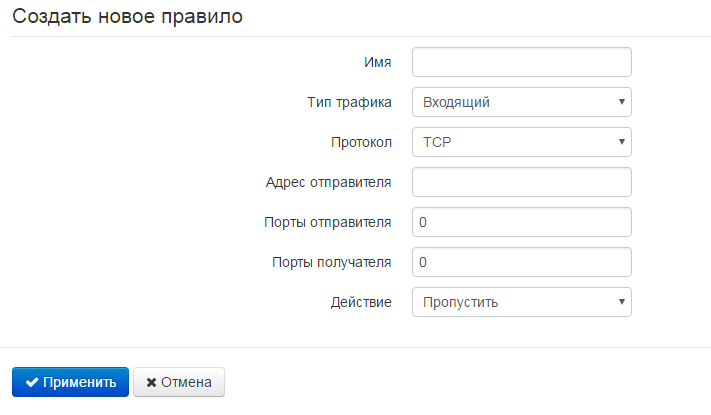 Создать новое правило
Имя
Тип трафика Входящий
Протокол TCP
Адрес отправителя
Порты отправителя 0
Порты получателя 0
Действие Пропустить
Применить Отмена